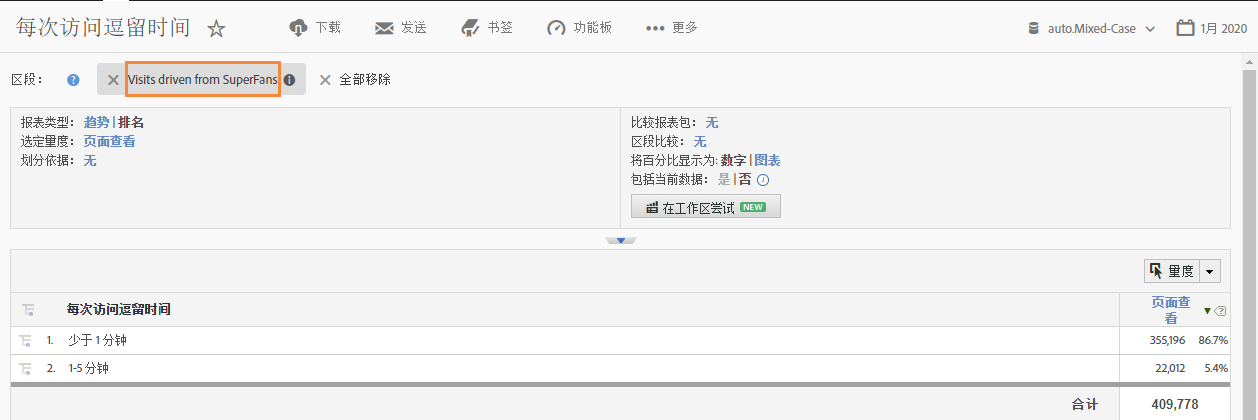 每次访问逗留时间 下载 发送 书签 功能板 更多 auto.Mixed-Case 1月 2020
区段： Visits driven from SuperFans 全部移除
报表类型： 趋势 | 排名
选定量度： 页面查看
划分依据： 无
比较报表包： 无
区段比较： 无
将百分比显示为: 数字 | 图表
包括当前数据： 是 | 否
在工作区尝试 NEW
量度
每次访问逗留时间 页面查看
1. 少于 1 分钟 355,196 86.7%
2. 1-5 分钟 22,012 5.4%
合计 409,778